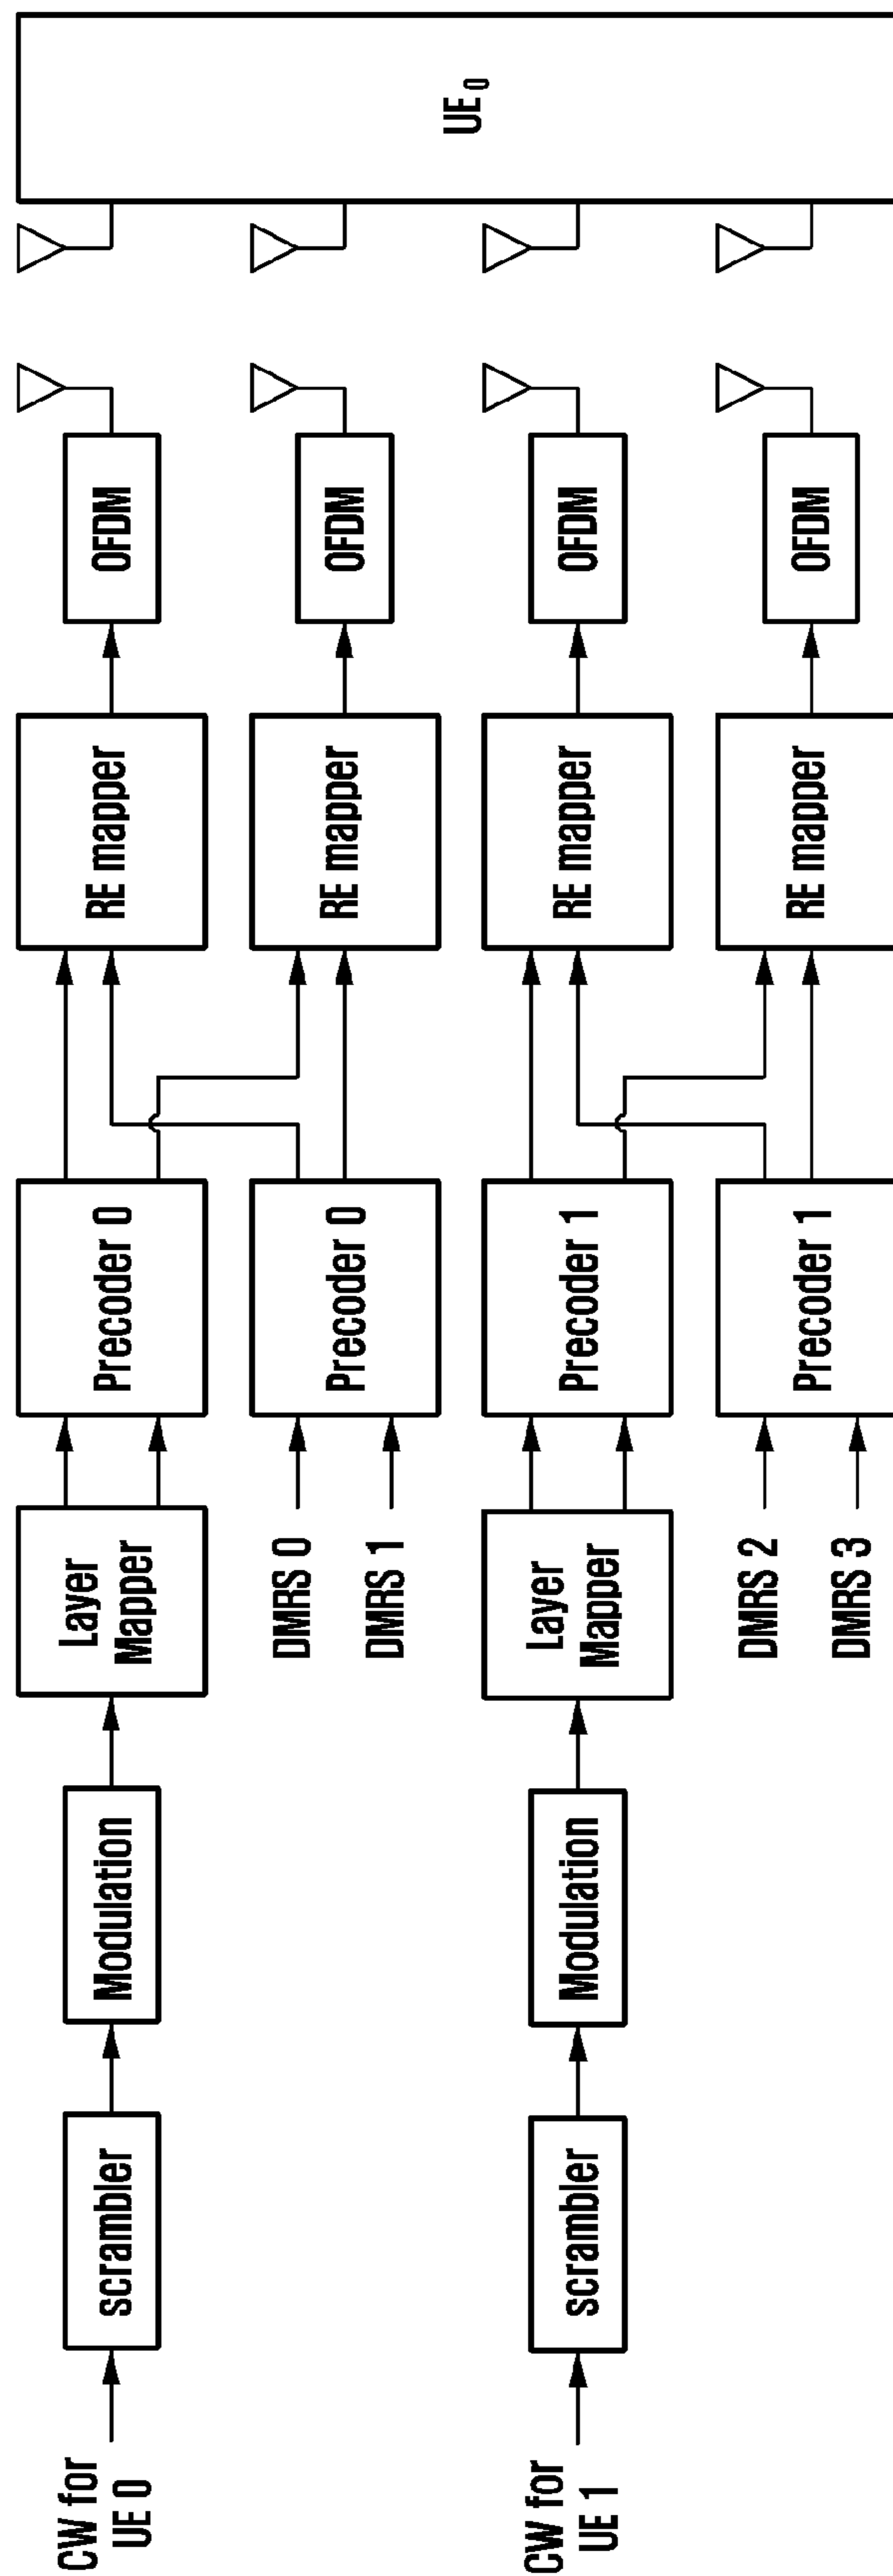 CW for
UE 0
scrambler
Modulation
Layer
Mapper
Precoder 0
RE mapper
OFDM
DMRS 0
DMRS 1
Precoder 0
RE mapper
OFDM
CW for
UE 1
scrambler
Modulation
Layer
Mapper
Precoder 1
RE mapper
OFDM
DMRS 2
DMRS 3
Precoder 1
RE mapper
OFDM
UE₀